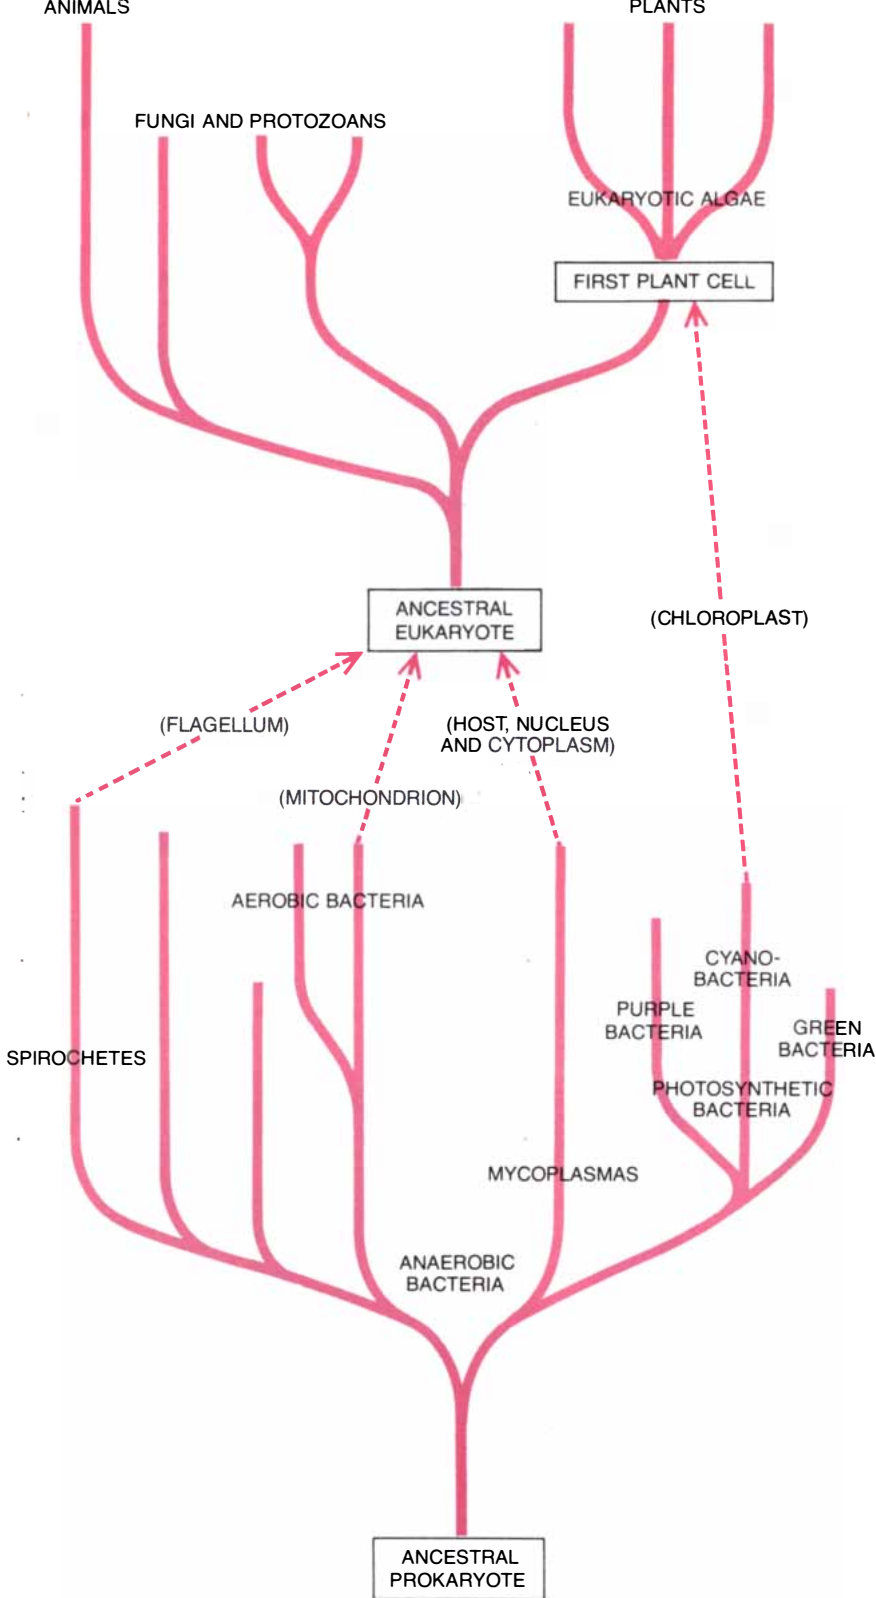 ANIMALS
PLANTS
FUNGI AND PROTOZOANS
EUKARYOTIC ALGAE
FIRST PLANT CELL
ANCESTRAL
EUKARYOTE
(CHLOROPLAST)
(FLAGELLUM)
(HOST, NUCLEUS
AND CYTOPLASM)
(MITOCHONDRION)
AEROBIC BACTERIA
CYANO-
BACTERIA
PURPLE
BACTERIA
GREEN
BACTERIA
SPIROCHETES
PHOTOSYNTHETIC
BACTERIA
MYCOPLASMAS
ANAEROBIC
BACTERIA
ANCESTRAL
PROKARYOTE